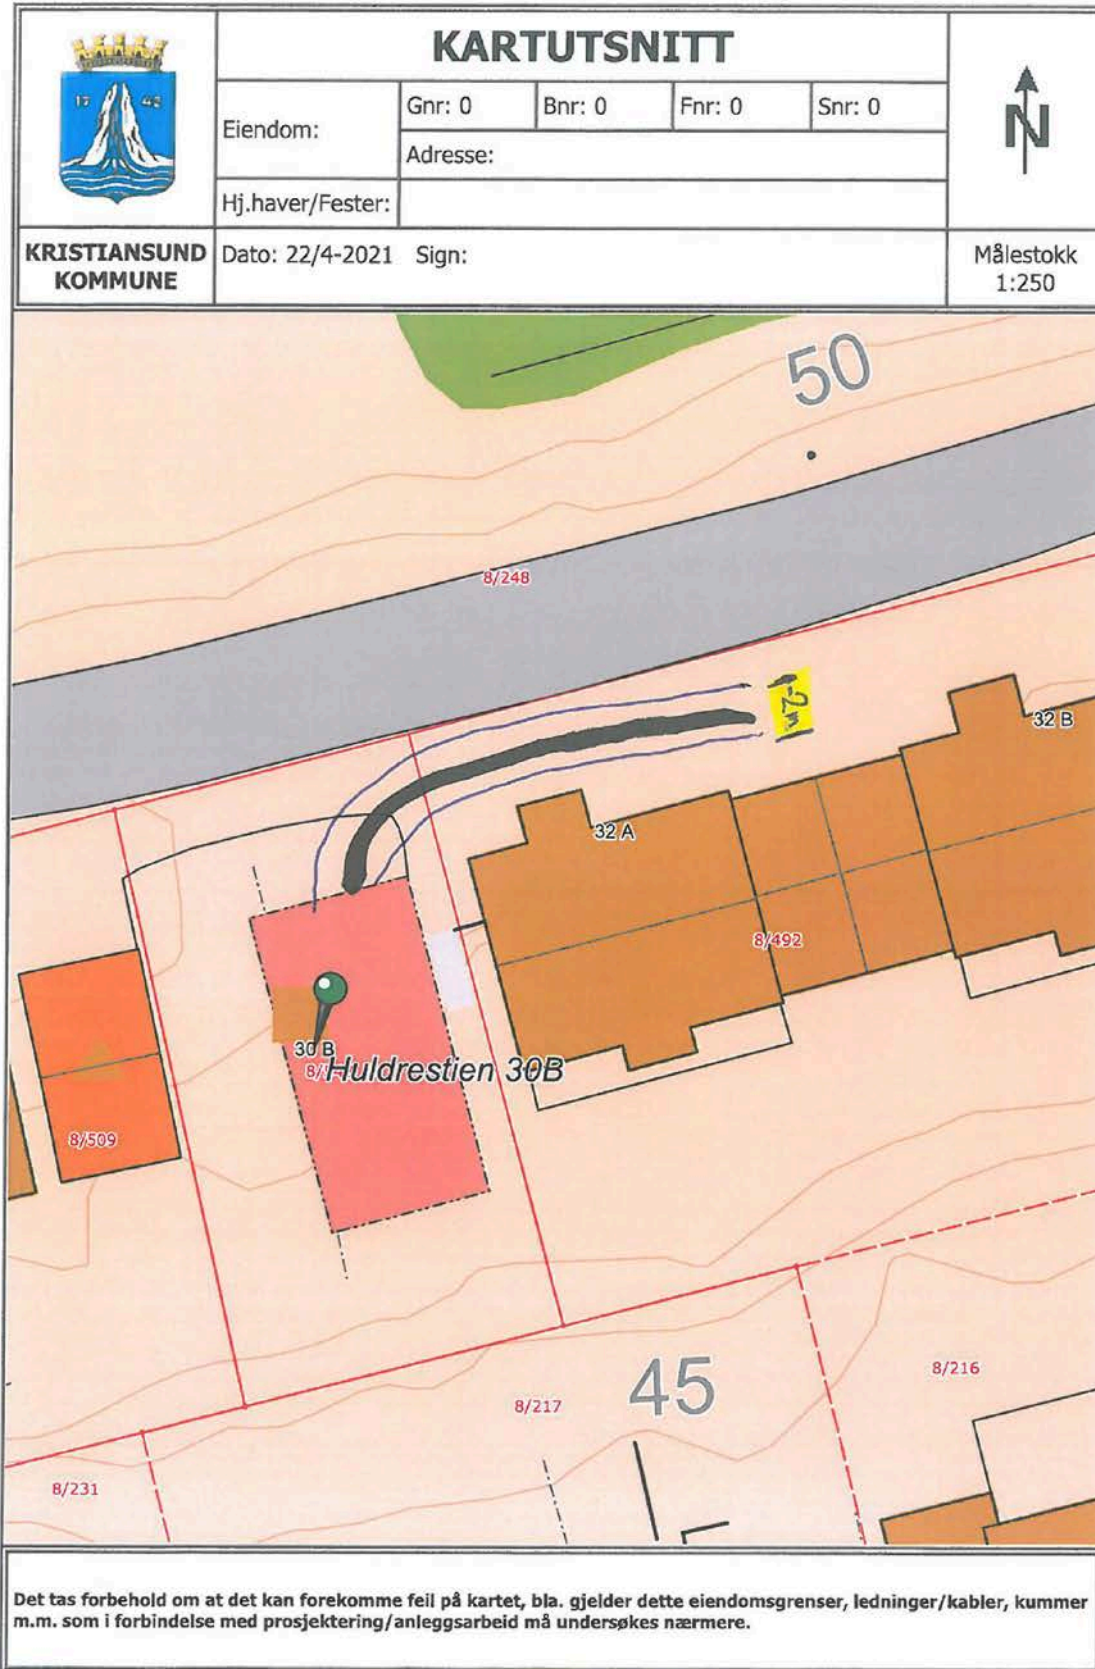 KARTUTSNITT
17 42
Eiendom:
Gnr: 0
Bnr: 0
Fnr: 0
Snr: 0
Adresse:
N
Hj.haver/Fester:
KRISTIANSUND
KOMMUNE
Dato: 22/4-2021 Sign:
Målestokk
1:250
50
8/248
32 B
32 A
8/492
30 B
Huldrestien 30B
8/509
45
8/216
8/217
8/231
Det tas forbehold om at det kan forekomme feil på kartet, bla. gjelder dette eiendomsgrenser, ledninger/kabler, kummer
m.m. som i forbindelse med prosjektering/anleggsarbeid må undersøkes nærmere.